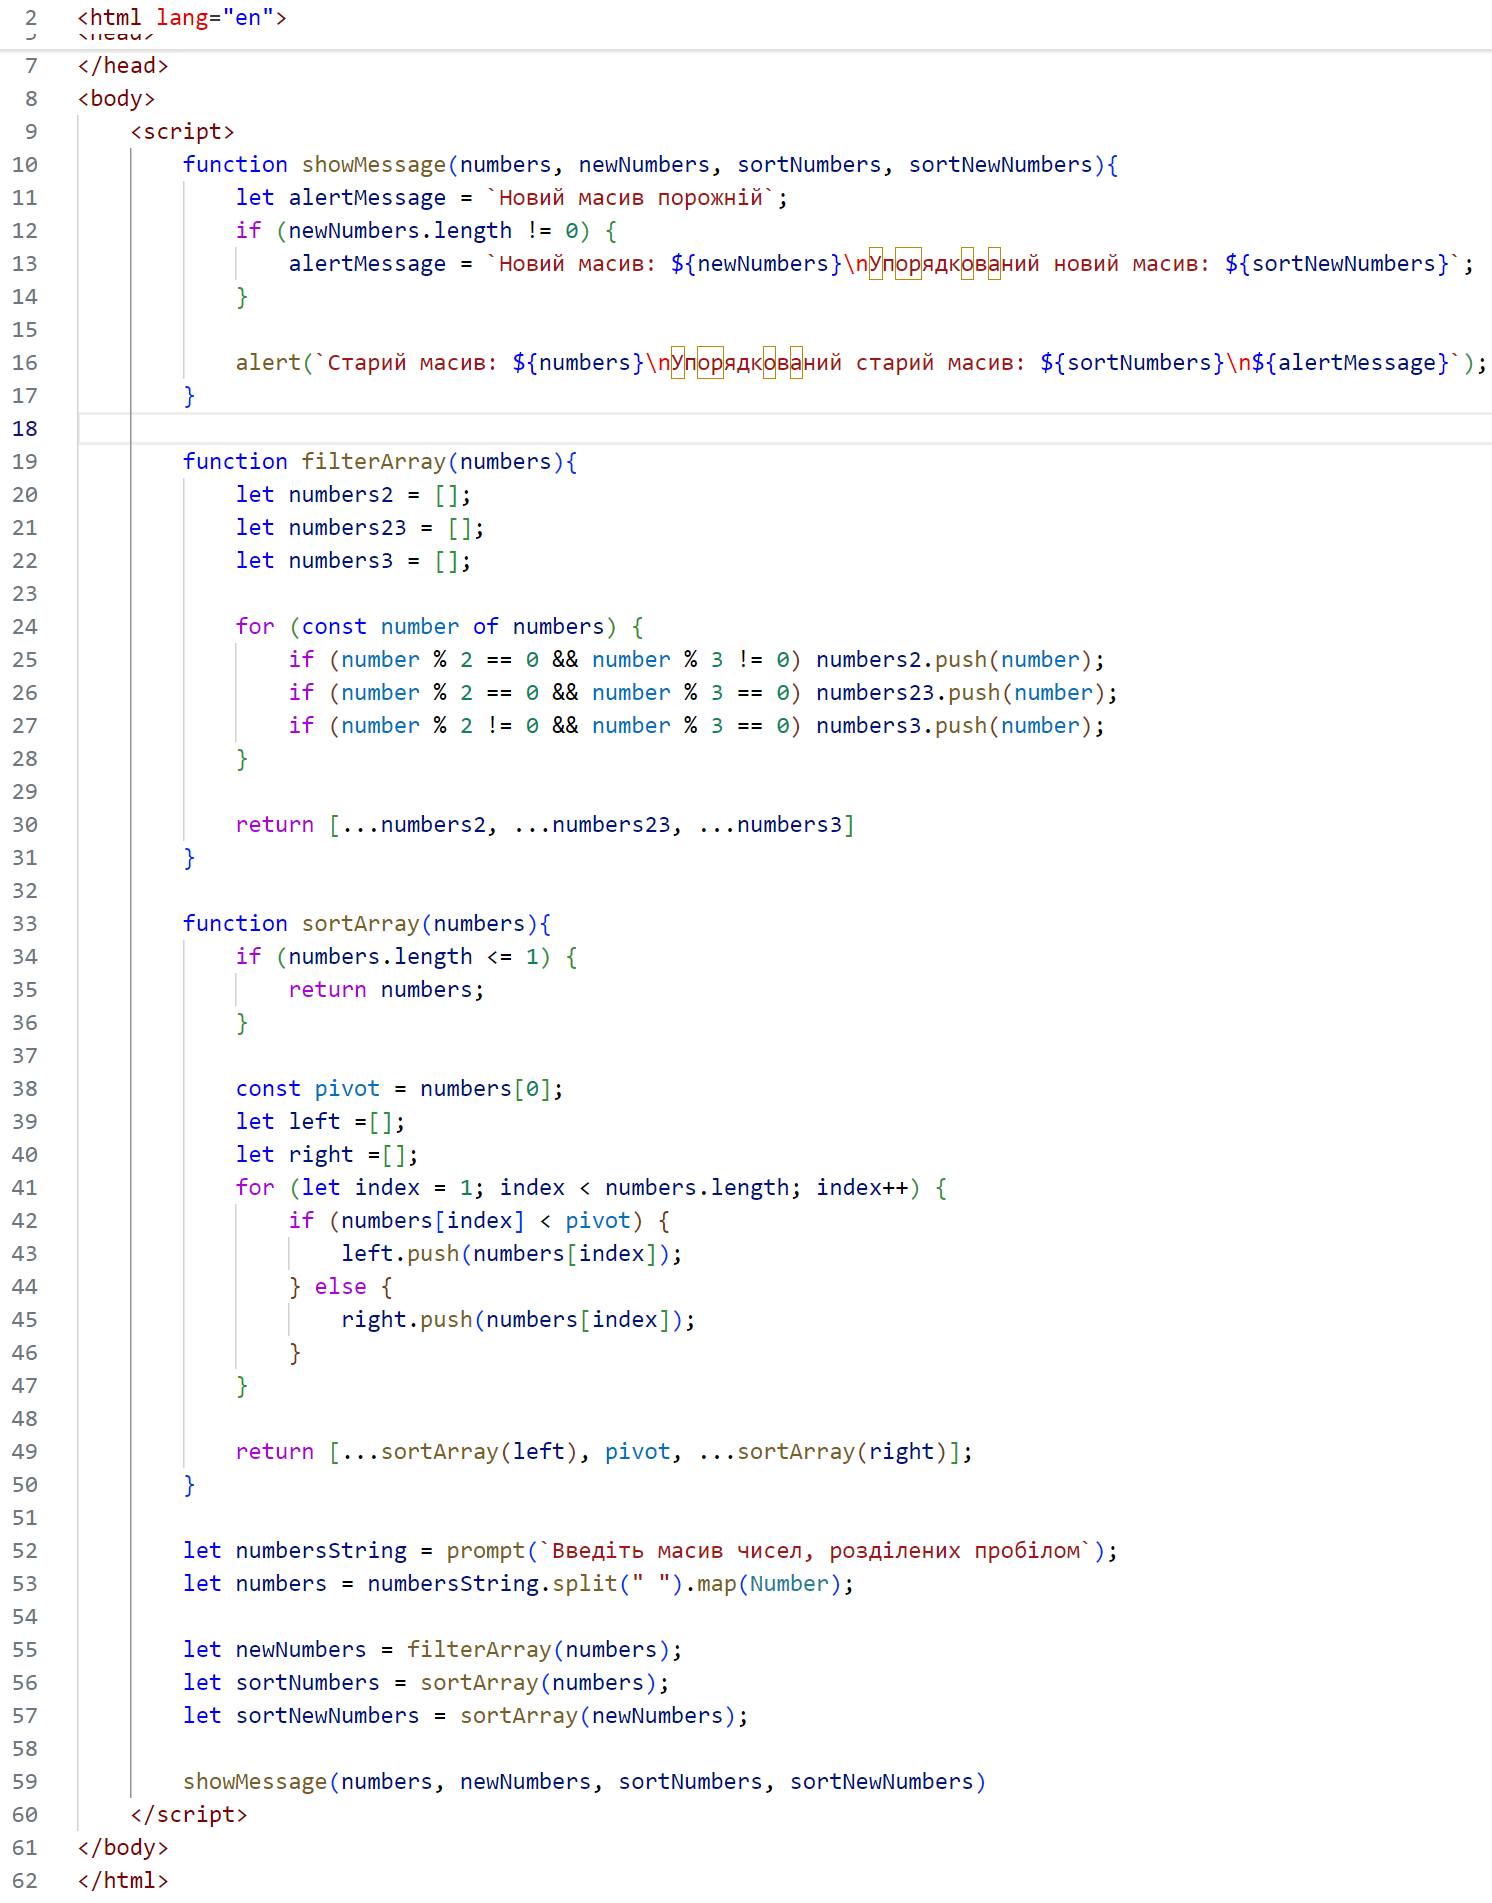 2 <html lang="en">
7 </head>
8 <body>
9 <script>
10 function showMessage(numbers, newNumbers, sortNumbers, sortNewNumbers){
11 let alertMessage = `Новий масив порожній`;
12 if (newNumbers.length != 0) {
13 alertMessage = `Новий масив: ${newNumbers}\nУпорядкований новий масив: ${sortNewNumbers}`;
14 }
15
16 alert(`Старий масив: ${numbers}\nУпорядкований старий масив: ${sortNumbers}\n${alertMessage}`);
17 }
18
19 function filterArray(numbers){
20 let numbers2 = [];
21 let numbers23 = [];
22 let numbers3 = [];
23
24 for (const number of numbers) {
25 if (number % 2 == 0 && number % 3 != 0) numbers2.push(number);
26 if (number % 2 == 0 && number % 3 == 0) numbers23.push(number);
27 if (number % 2 != 0 && number % 3 == 0) numbers3.push(number);
28 }
29
30 return [...numbers2, ...numbers23, ...numbers3]
31 }
32
33 function sortArray(numbers){
34 if (numbers.length <= 1) {
35 return numbers;
36 }
37
38 const pivot = numbers[0];
39 let left =[];
40 let right =[];
41 for (let index = 1; index < numbers.length; index++) {
42 if (numbers[index] < pivot) {
43 left.push(numbers[index]);
44 } else {
45 right.push(numbers[index]);
46 }
47 }
48
49 return [...sortArray(left), pivot, ...sortArray(right)];
50 }
51
52 let numbersString = prompt(`Введіть масив чисел, розділених пробілом`);
53 let numbers = numbersString.split(" ").map(Number);
54
55 let newNumbers = filterArray(numbers);
56 let sortNumbers = sortArray(numbers);
57 let sortNewNumbers = sortArray(newNumbers);
58
59 showMessage(numbers, newNumbers, sortNumbers, sortNewNumbers)
60 </script>
61 </body>
62 </html>